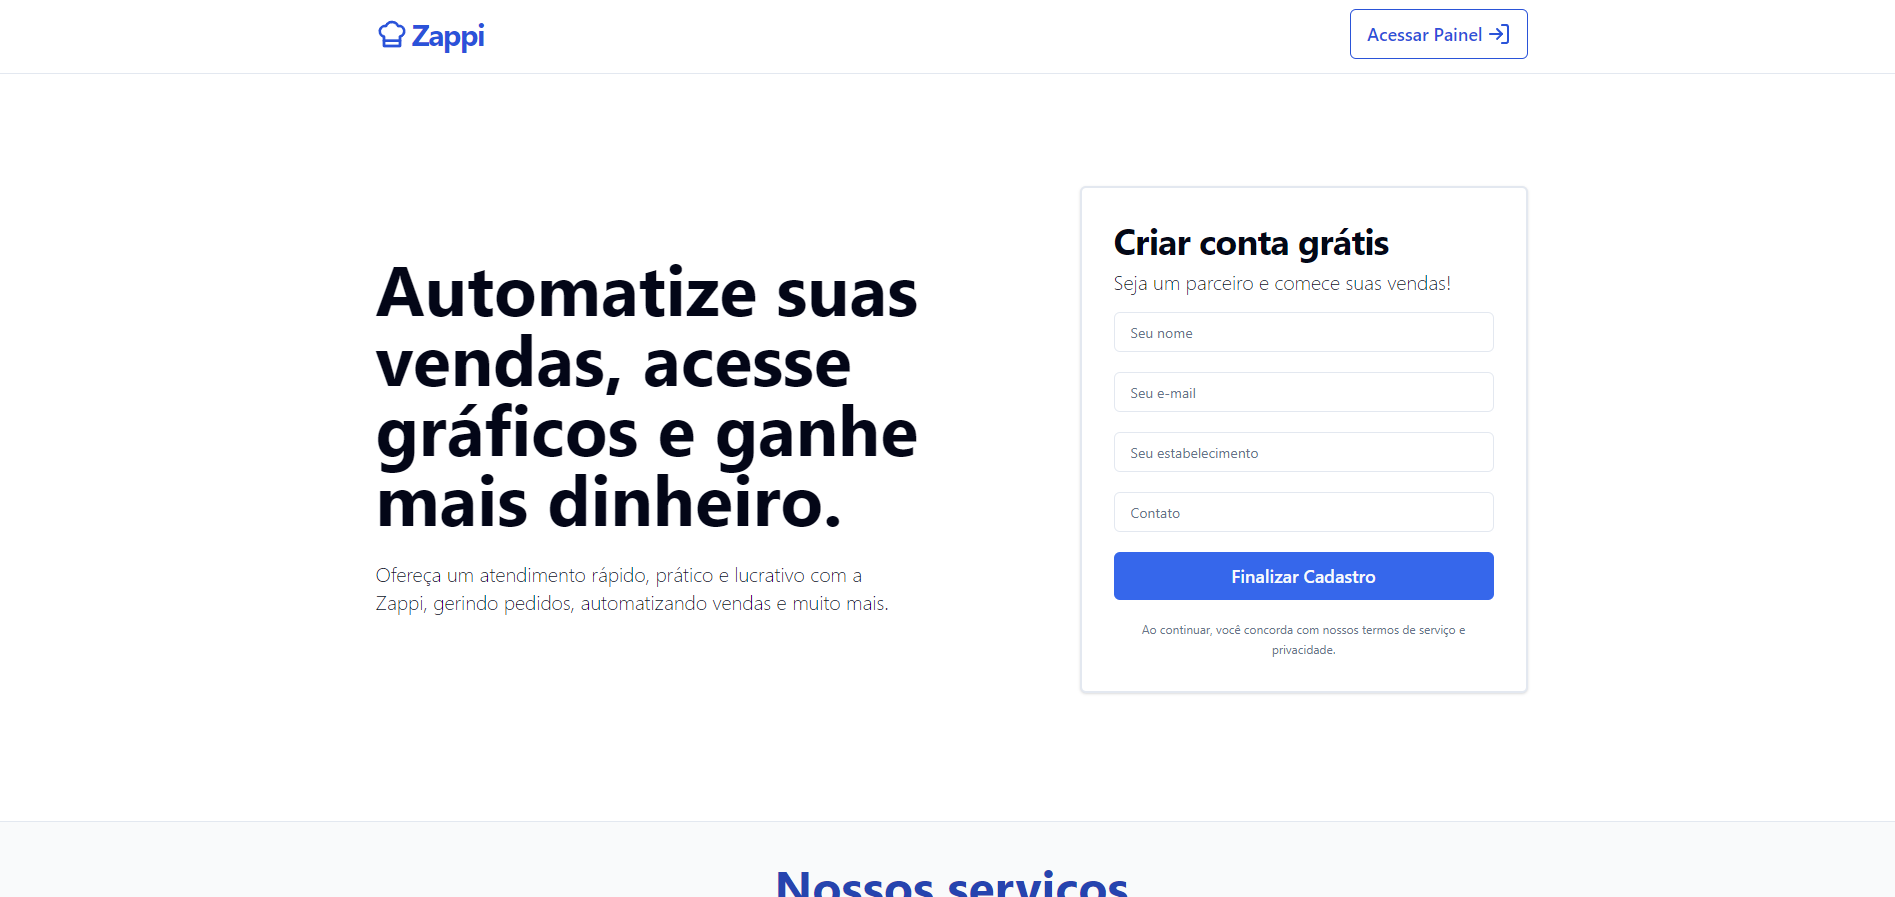 Zappi
Acessar Painel
Automatize suas
vendas, acesse
gráficos e ganhe
mais dinheiro.
Ofereça um atendimento rápido, prático e lucrativo com a
Zappi, gerindo pedidos, automatizando vendas e muito mais.
Criar conta grátis
Seja um parceiro e comece suas vendas!
Seu nome
Seu e-mail
Seu estabelecimento
Contato
Finalizar Cadastro
Ao continuar, você concorda com nossos termos de serviço e
privacidade.
Nossos serviços